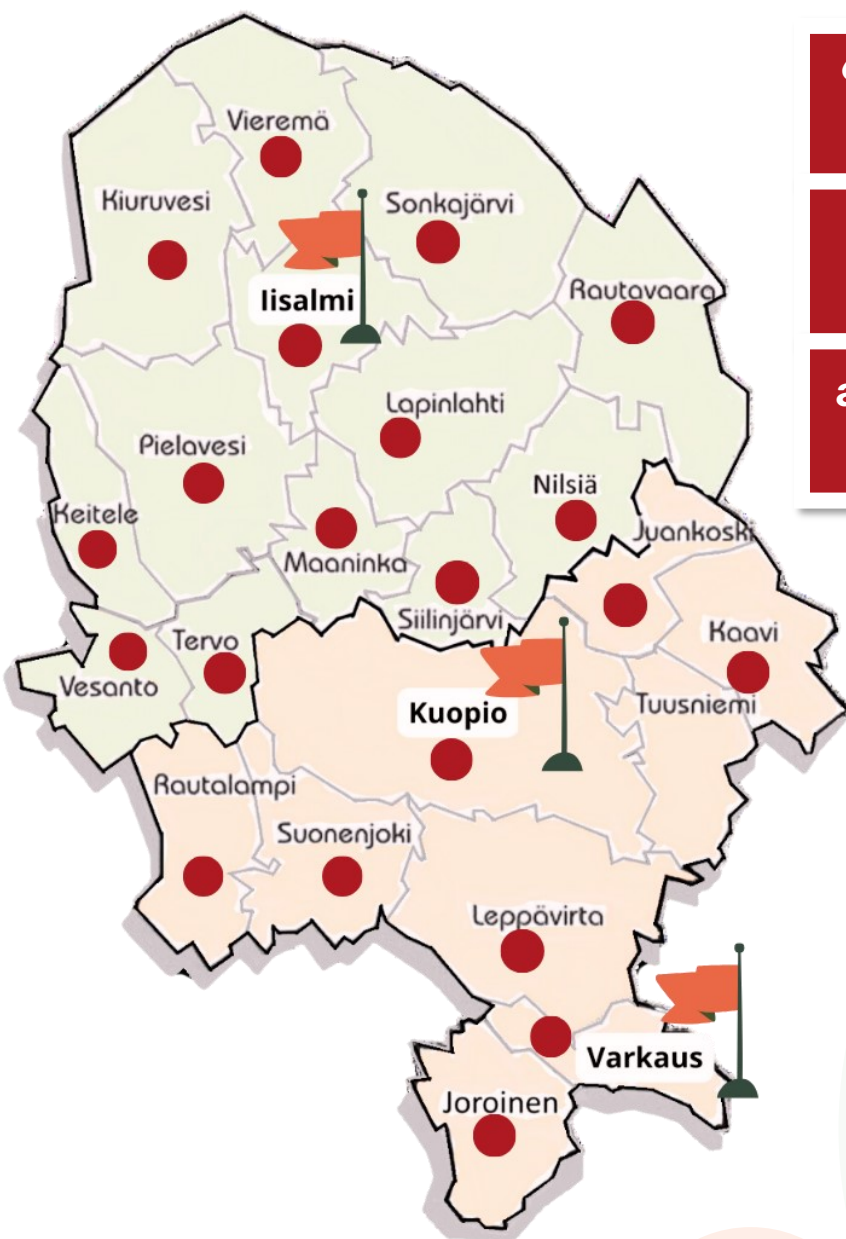 Vieremä
Kiuruvesi
Sonkajärvi
Rautavaara
Iisalmi
Lapinlahti
Pielavesi
Nilsiä
Keitele
Juankoski
Maaninka
Siilinjärvi
Kaavi
Tervo
Vesanto
Tuusniemi
Kuopio
Rautalampi
Suonenjoki
Leppävirta
Varkaus
Joroinen